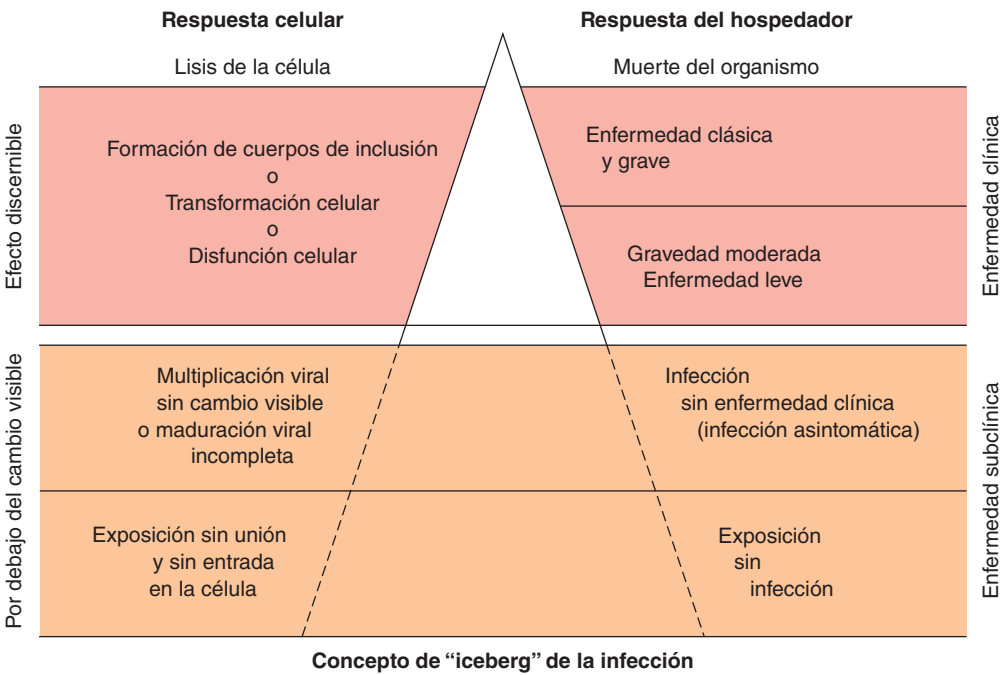 Respuesta celular
Respuesta del hospedador
Lisis de la célula
Muerte del organismo
Efecto discernible
Formación de cuerpos de inclusión
o
Transformación celular
o
Disfunción celular
Enfermedad clásica
y grave
Gravedad moderada
Enfermedad leve
Enfermedad clínica
Por debajo del cambio visible
Multiplicación viral
sin cambio visible
o maduración viral
incompleta
Infección
sin enfermedad clínica
(infección asintomática)
Exposición sin unión
y sin entrada
en la célula
Exposición
sin
infección
Enfermedad subclínica
Concepto de “iceberg” de la infección